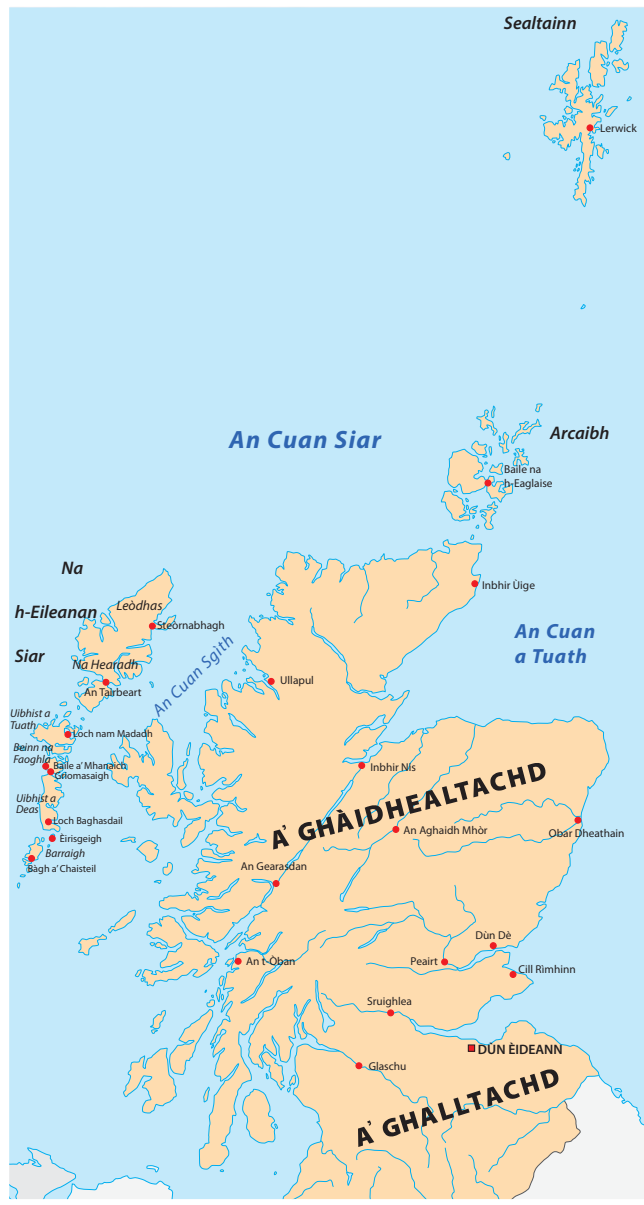 Sealtainn
Lerwick
An Cuan Siar
Arcaibh
Baile na
h-Eaglaise
Na
h-Eileanan
Siar
Inbhir Ùige
Leòdhas
Steòrnabhagh
An Cuan
a Tuath
Na Hearadh
An Tairbeart
An Cuan Sgith
Ullapul
Uibhist a
Tuath
Loch nam Madadh
Beinn na
Faoghla
Baile a' Mhanaich
Griomasaigh
Inbhir Nis
A' GHÀIDHEALTACHD
Uibhist a
Deas
Loch Baghasdail
Èirisgeigh
Barraigh
Bàgh a' Chaisteil
An Aghaidh Mhòr
Obar Dheathain
An Gearasdan
Dùn Dè
An t-Òban
Peairt
Cill Rìmhinn
Sruighlea
DÙN ÈIDEANN
Glaschu
A' GHALLTACHD